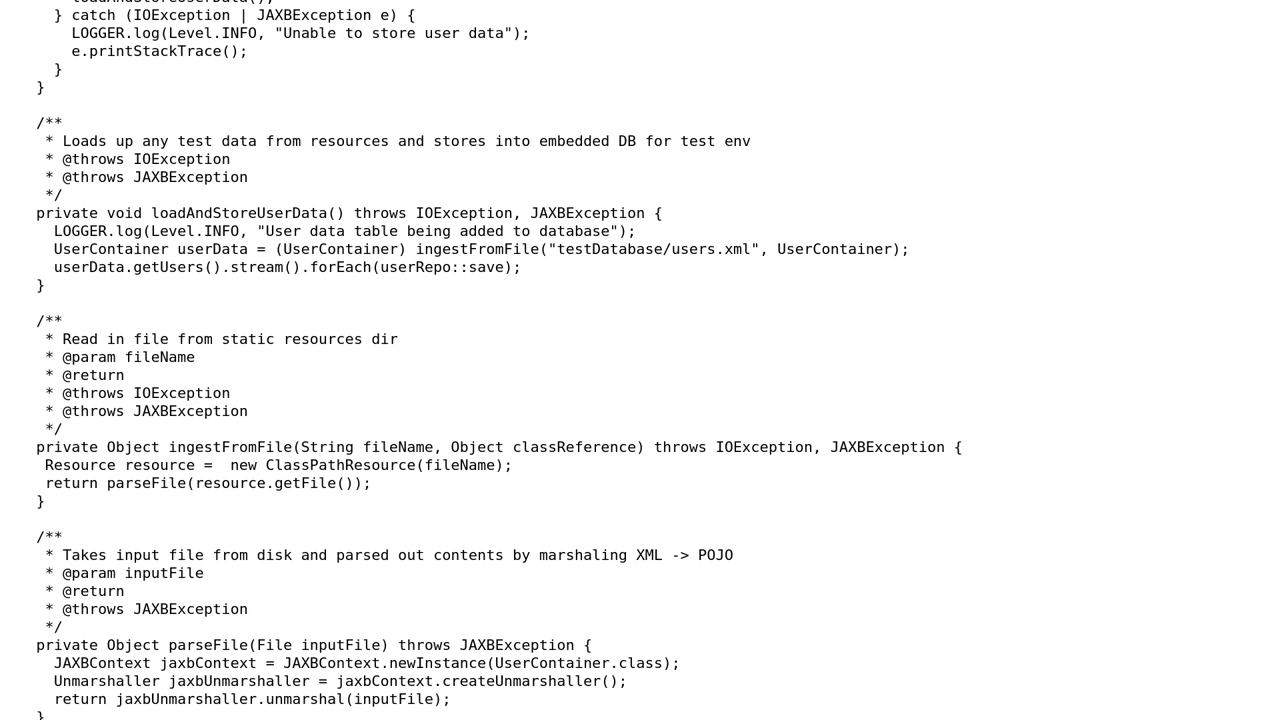 loadAndStoreUserData();
} catch (IOException | JAXBException e) {
LOGGER.log(Level.INFO, "Unable to store user data");
e.printStackTrace();
}
}
/**
* Loads up any test data from resources and stores into embedded DB for test env
* @throws IOException
* @throws JAXBException
*/
private void loadAndStoreUserData() throws IOException, JAXBException {
LOGGER.log(Level.INFO, "User data table being added to database");
UserContainer userData = (UserContainer) ingestFromFile("testDatabase/users.xml", UserContainer);
userData.getUsers().stream().forEach(userRepo::save);
}
/**
* Read in file from static resources dir
* @param fileName
* @return
* @throws IOException
* @throws JAXBException
*/
private Object ingestFromFile(String fileName, Object classReference) throws IOException, JAXBException {
Resource resource =  new ClassPathResource(fileName);
return parseFile(resource.getFile());
}
/**
* Takes input file from disk and parsed out contents by marshaling XML -> POJO
* @param inputFile
* @return
* @throws JAXBException
*/
private Object parseFile(File inputFile) throws JAXBException {
JAXBContext jaxbContext = JAXBContext.newInstance(UserContainer.class);
Unmarshaller jaxbUnmarshaller = jaxbContext.createUnmarshaller();
return jaxbUnmarshaller.unmarshal(inputFile);
}